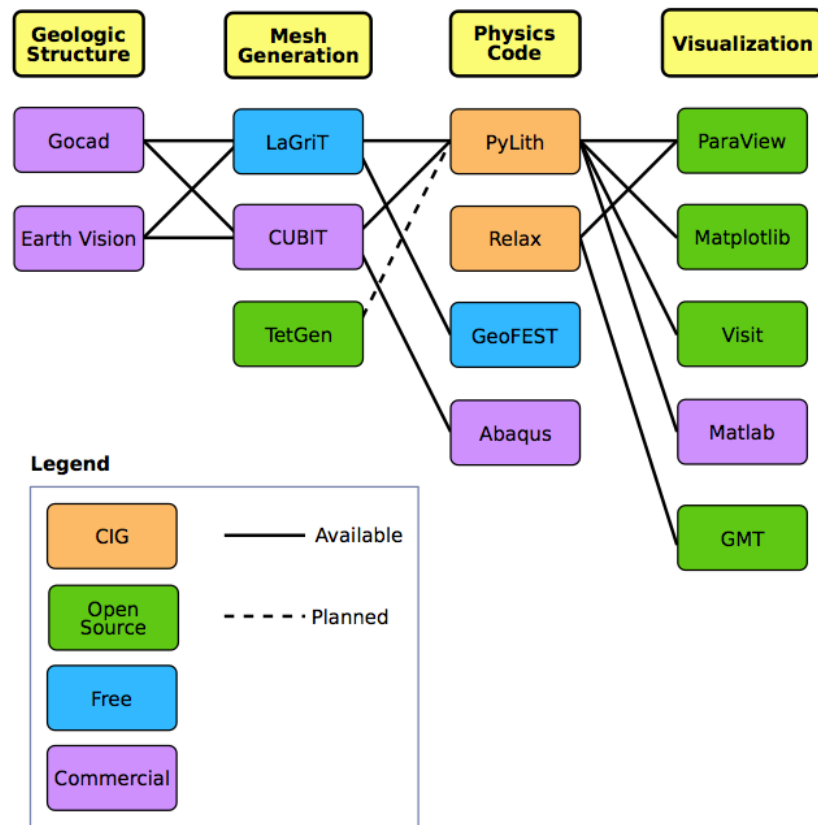 Geologic
Structure
Mesh
Generation
Physics
Code
Visualization
Gocad
LaGriT
PyLith
ParaView
Earth Vision
CUBIT
Relax
Matplotlib
TetGen
GeoFEST
Visit
Abaqus
Matlab
GMT
Legend
CIG
Available
Open
Source
Planned
Free
Commercial